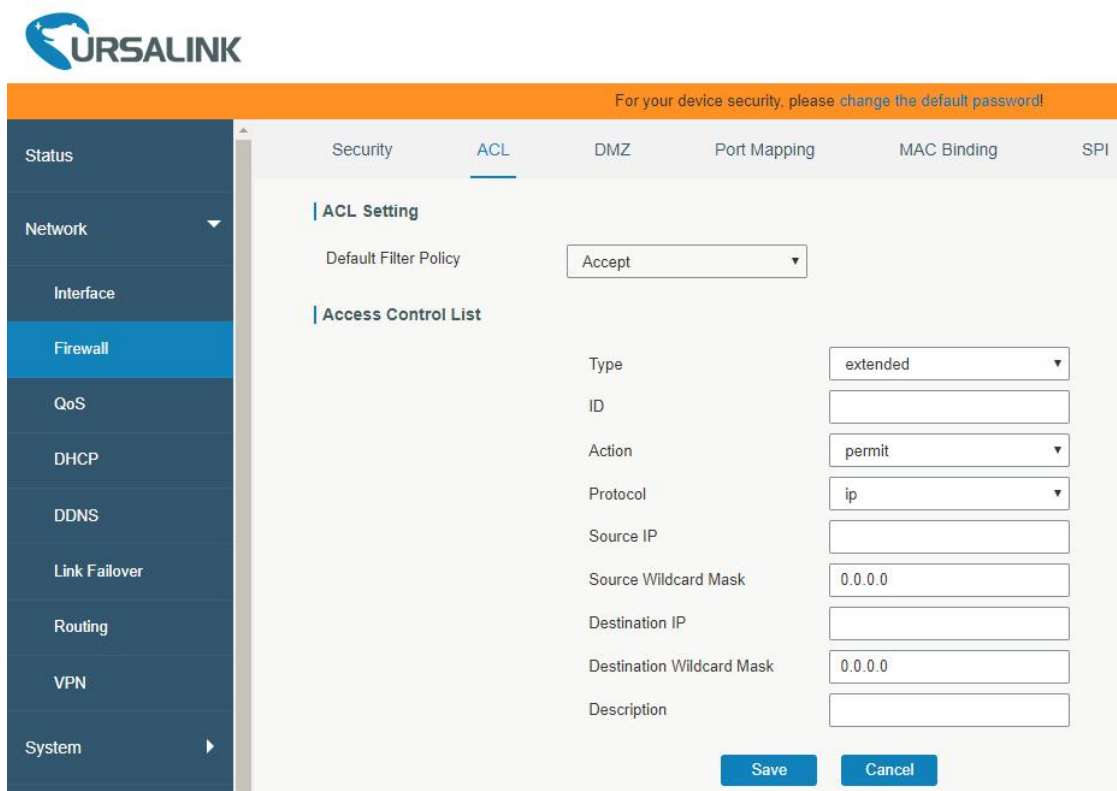 URSALINK
For your device security, please change the default password!
Status
Network
Interface
Firewall
QoS
DHCP
DDNS
Link Failover
Routing
VPN
System
Security ACL DMZ Port Mapping MAC Binding SPI
ACL Setting
Default Filter Policy Accept
Access Control List
Type extended
ID
Action permit
Protocol ip
Source IP
Source Wildcard Mask 0.0.0.0
Destination IP
Destination Wildcard Mask 0.0.0.0
Description
Save Cancel